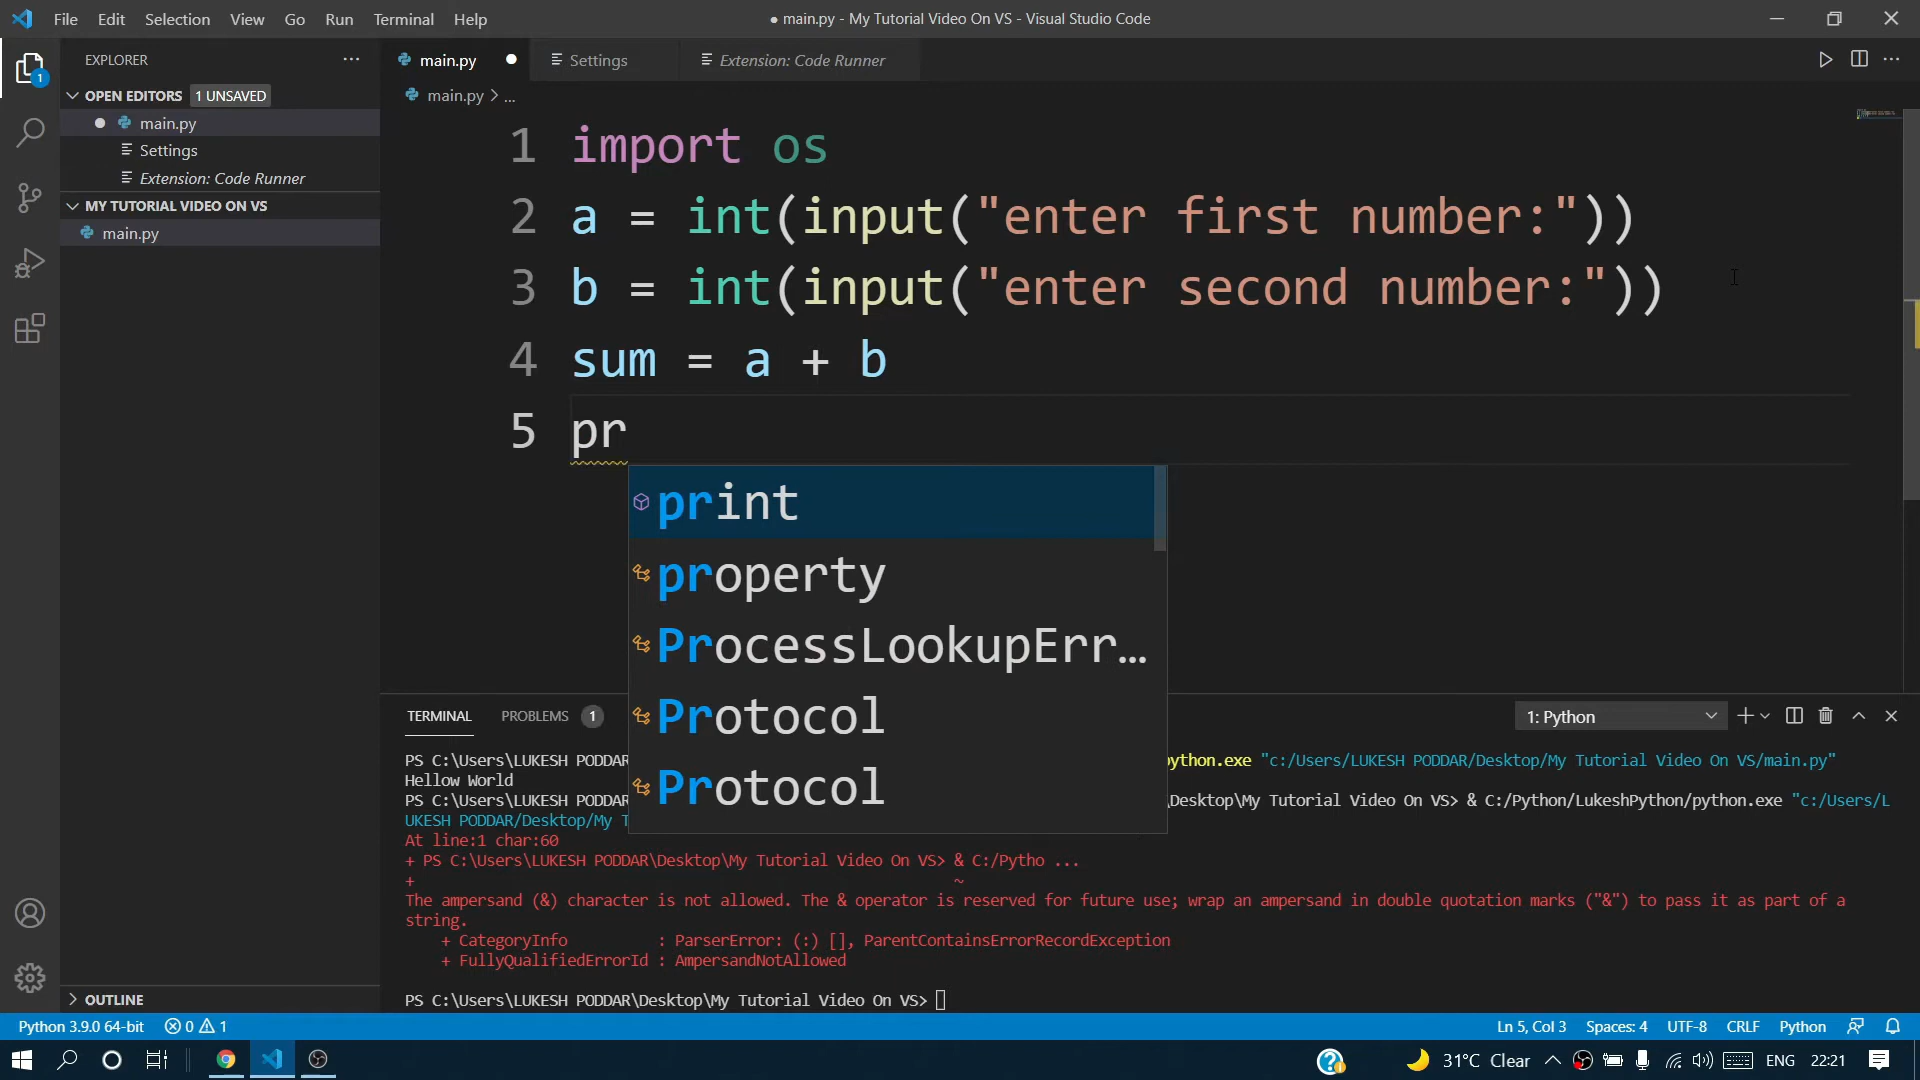 File Edit Selection View Go Run Terminal Help
● main.py - My Tutorial Video On VS - Visual Studio Code
EXPLORER
OPEN EDITORS 1 UNSAVED
main.py
Settings
Extension: Code Runner
MY TUTORIAL VIDEO ON VS
main.py
OUTLINE
1
main.py Settings Extension: Code Runner
main.py > ...
1 import os
2 a = int(input("enter first number:"))
3 b = int(input("enter second number:"))
4 sum = a + b
5 pr
print
property
ProcessLookupErr...
Protocol
Protocol
TERMINAL PROBLEMS 1
1: Python
PS C:\Users\LUKESH PODDAR ython.exe "c:/Users/LUKESH PODDAR/Desktop/My Tutorial Video On VS/main.py"
Hellow World
PS C:\Users\LUKESH PODDAR Desktop\My Tutorial Video On VS> & C:/Python/LukeshPython/python.exe "c:/Users/L
UKESH PODDAR/Desktop/My T
At line:1 char:60
+ PS C:\Users\LUKESH PODDAR\Desktop\My Tutorial Video On VS> & C:/Pytho ...
+ ~
The ampersand (&) character is not allowed. The & operator is reserved for future use; wrap an ampersand in double quotation marks ("&") to pass it as part of a
string.
+ CategoryInfo : ParserError: (:) [], ParentContainsErrorRecordException
+ FullyQualifiedErrorId : AmpersandNotAllowed
PS C:\Users\LUKESH PODDAR\Desktop\My Tutorial Video On VS>
Python 3.9.0 64-bit 0 1
Ln 5, Col 3 Spaces: 4 UTF-8 CRLF Python
31°C Clear ENG 22:21